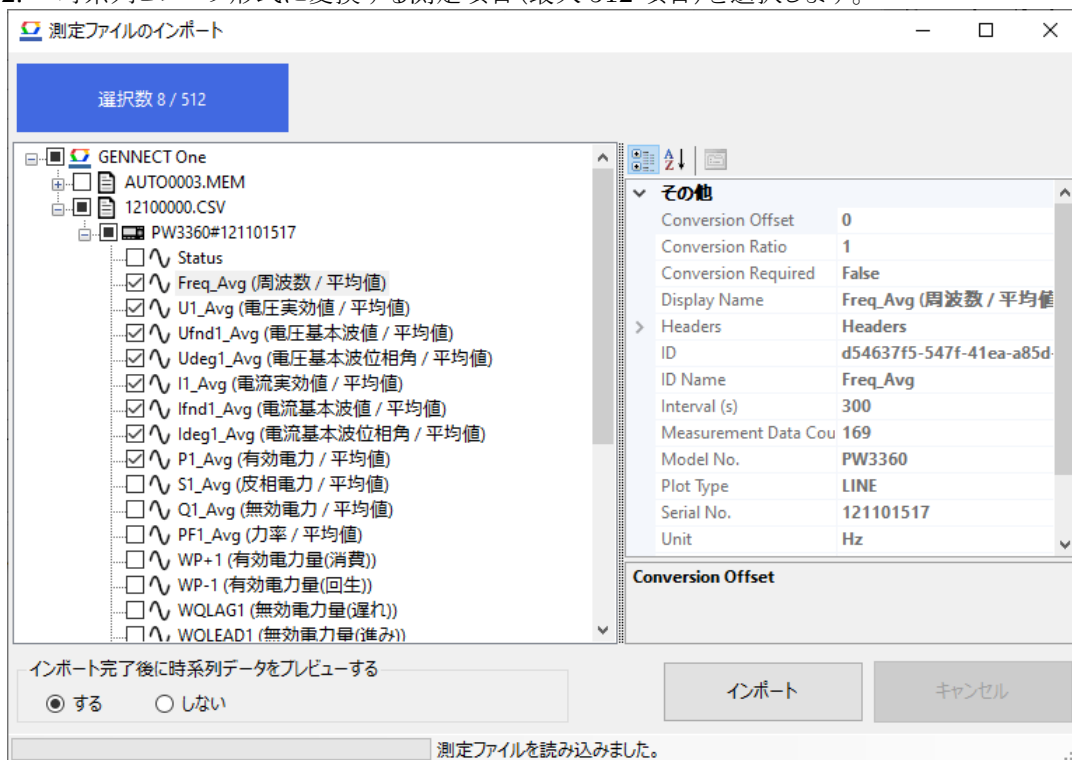 測定ファイルのインポート
選択数 8 / 512
GENNECT One
AUTO0003.MEM
12100000.CSV
PW3360#121101517
Status
Freq_Avg (周波数 / 平均値)
U1_Avg (電圧実効値 / 平均値)
Ufnd1_Avg (電圧基本波値 / 平均値)
Udeg1_Avg (電圧基本波位相角 / 平均値)
I1_Avg (電流実効値 / 平均値)
Ifnd1_Avg (電流基本波値 / 平均値)
Ideg1_Avg (電流基本波位相角 / 平均値)
P1_Avg (有効電力 / 平均値)
S1_Avg (皮相電力 / 平均値)
Q1_Avg (無効電力 / 平均値)
PF1_Avg (力率 / 平均値)
WP+1 (有効電力量(消費))
WP-1 (有効電力量(回生))
WQLAG1 (無効電力量(遅れ))
WQLEAD1 (無効電力量(進み))
その他
Conversion Offset 0
Conversion Ratio 1
Conversion Required False
Display Name Freq_Avg (周波数 / 平均値
Headers Headers
ID d54637f5-547f-41ea-a85d-
ID Name Freq_Avg
Interval (s) 300
Measurement Data Cou 169
Model No. PW3360
Plot Type LINE
Serial No. 121101517
Unit Hz
Conversion Offset
インポート完了後に時系列データをプレビューする
する しない
インポート キャンセル
測定ファイルを読み込みました。